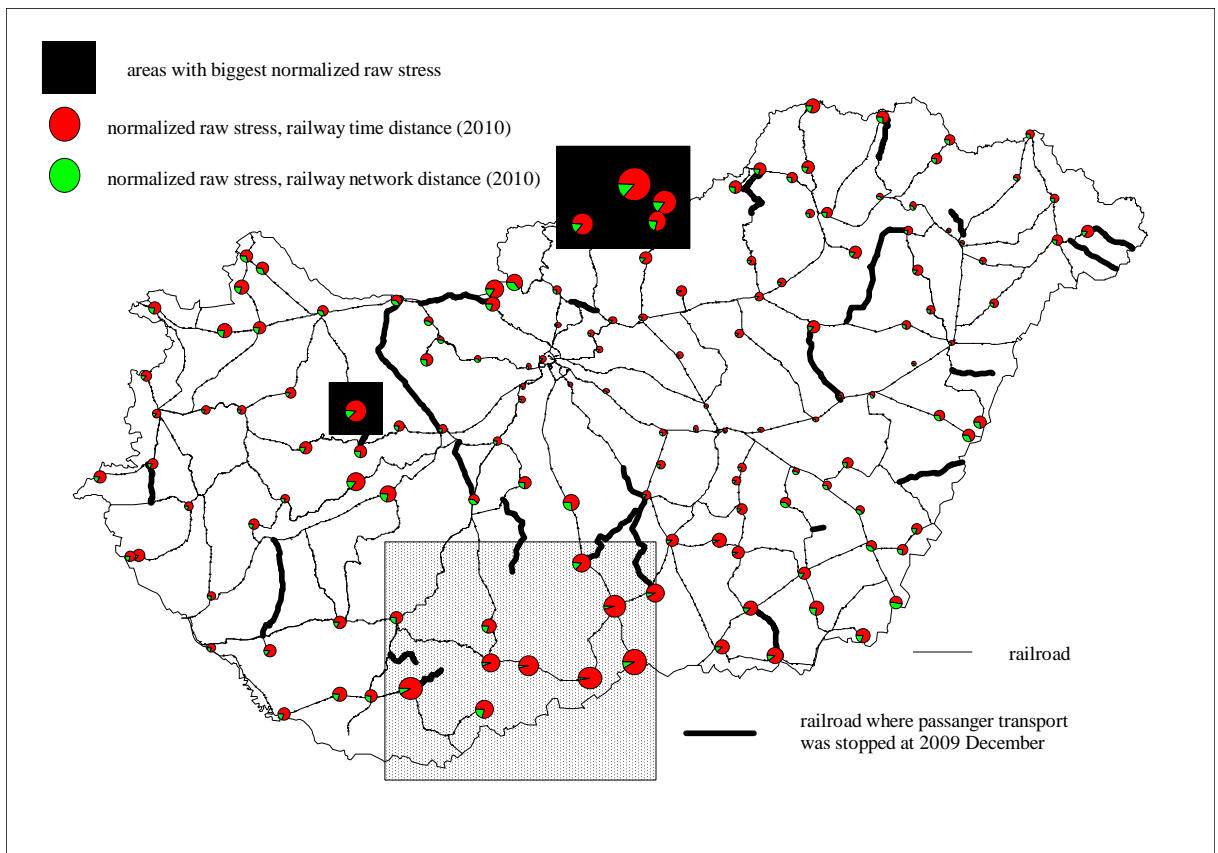 areas with biggest normalized raw stress
normalized raw stress, railway time distance (2010)
normalized raw stress, railway network distance (2010)
railroad
railroad where passanger transport
was stopped at 2009 December